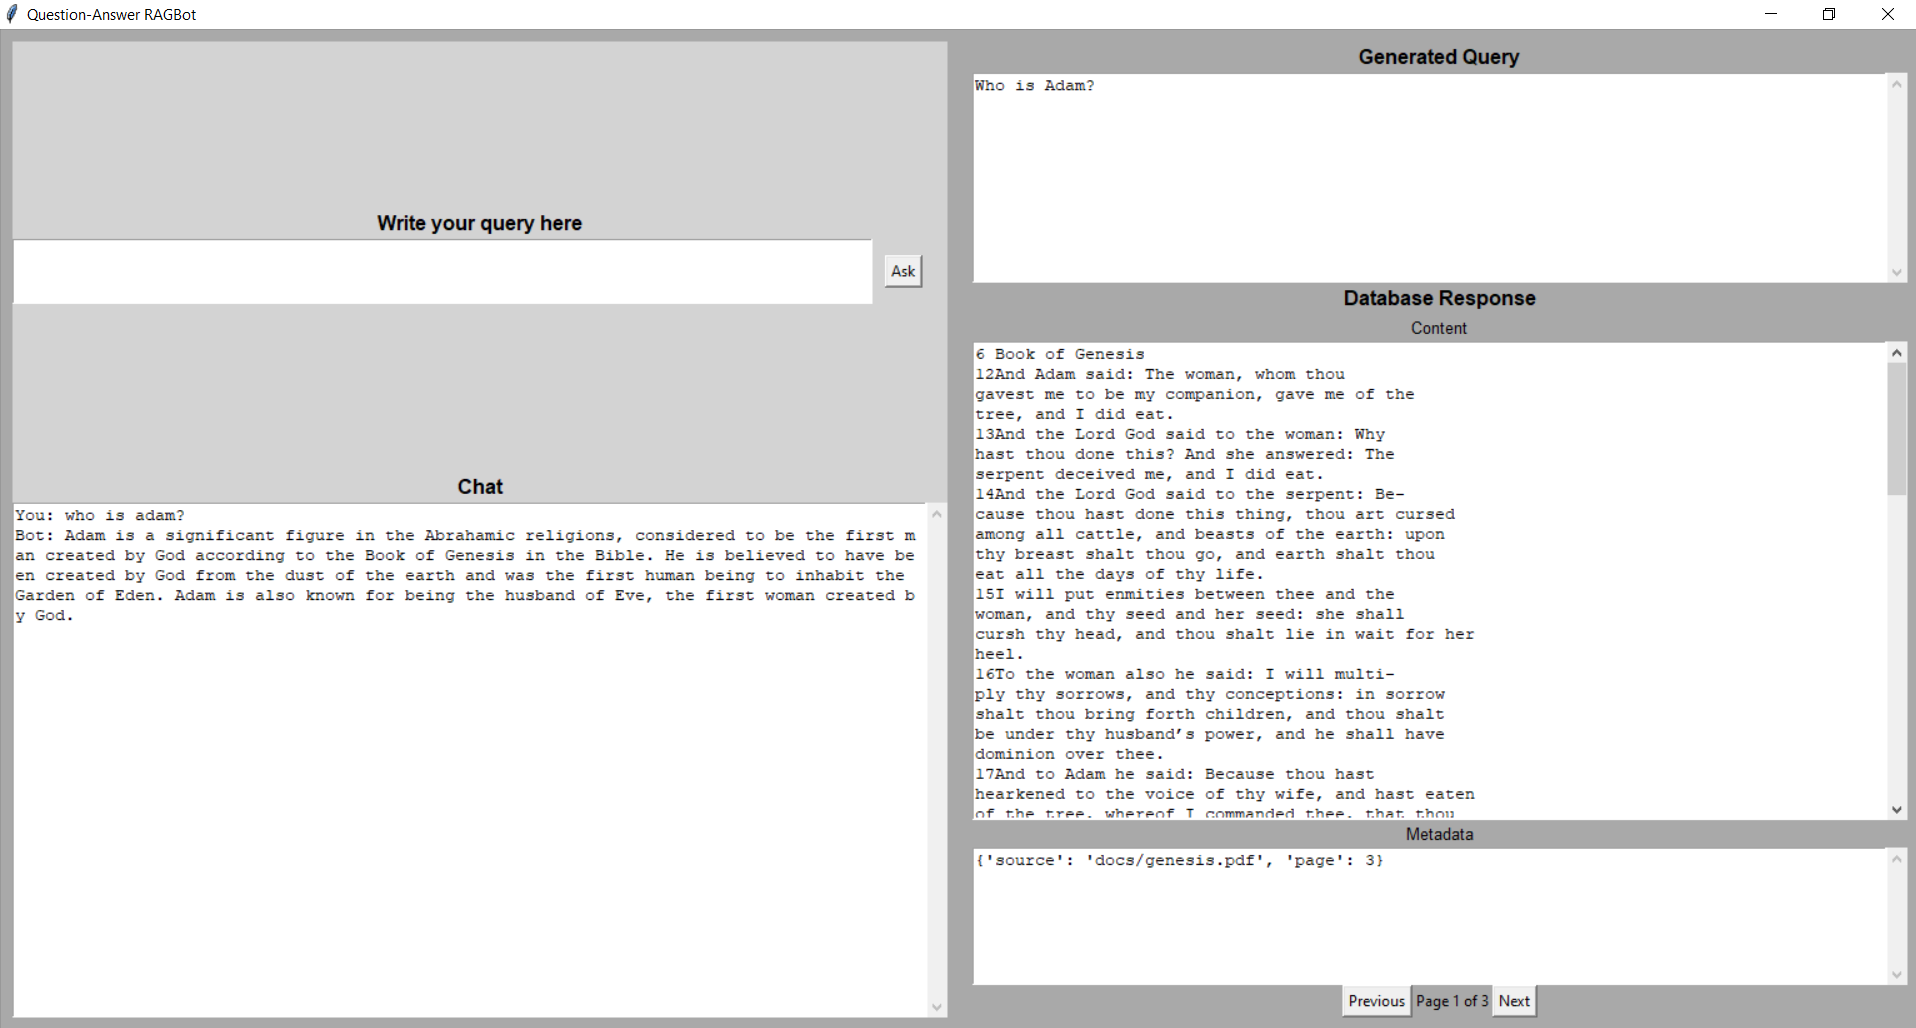 Question-Answer RAGBot
Write your query here
Ask
Chat
You: who is adam?
Bot: Adam is a significant figure in the Abrahamic religions, considered to be the first m
an created by God according to the Book of Genesis in the Bible. He is believed to have be
en created by God from the dust of the earth and was the first human being to inhabit the
Garden of Eden. Adam is also known for being the husband of Eve, the first woman created b
y God.
Generated Query
Who is Adam?
Database Response
Content
6 Book of Genesis
12And Adam said: The woman, whom thou
gavest me to be my companion, gave me of the
tree, and I did eat.
13And the Lord God said to the woman: Why
hast thou done this? And she answered: The
serpent deceived me, and I did eat.
14And the Lord God said to the serpent: Be-
cause thou hast done this thing, thou art cursed
among all cattle, and beasts of the earth: upon
thy breast shalt thou go, and earth shalt thou
eat all the days of thy life.
15I will put enmities between thee and the
woman, and thy seed and her seed: she shall
cursh thy head, and thou shalt lie in wait for her
heel.
16To the woman also he said: I will multi-
ply thy sorrows, and thy conceptions: in sorrow
shalt thou bring forth children, and thou shalt
be under thy husband’s power, and he shall have
dominion over thee.
17And to Adam he said: Because thou hast
hearkened to the voice of thy wife, and hast eaten
of the tree, whereof I commanded thee, that thou
Metadata
{'source': 'docs/genesis.pdf', 'page': 3}
Previous Page 1 of 3 Next